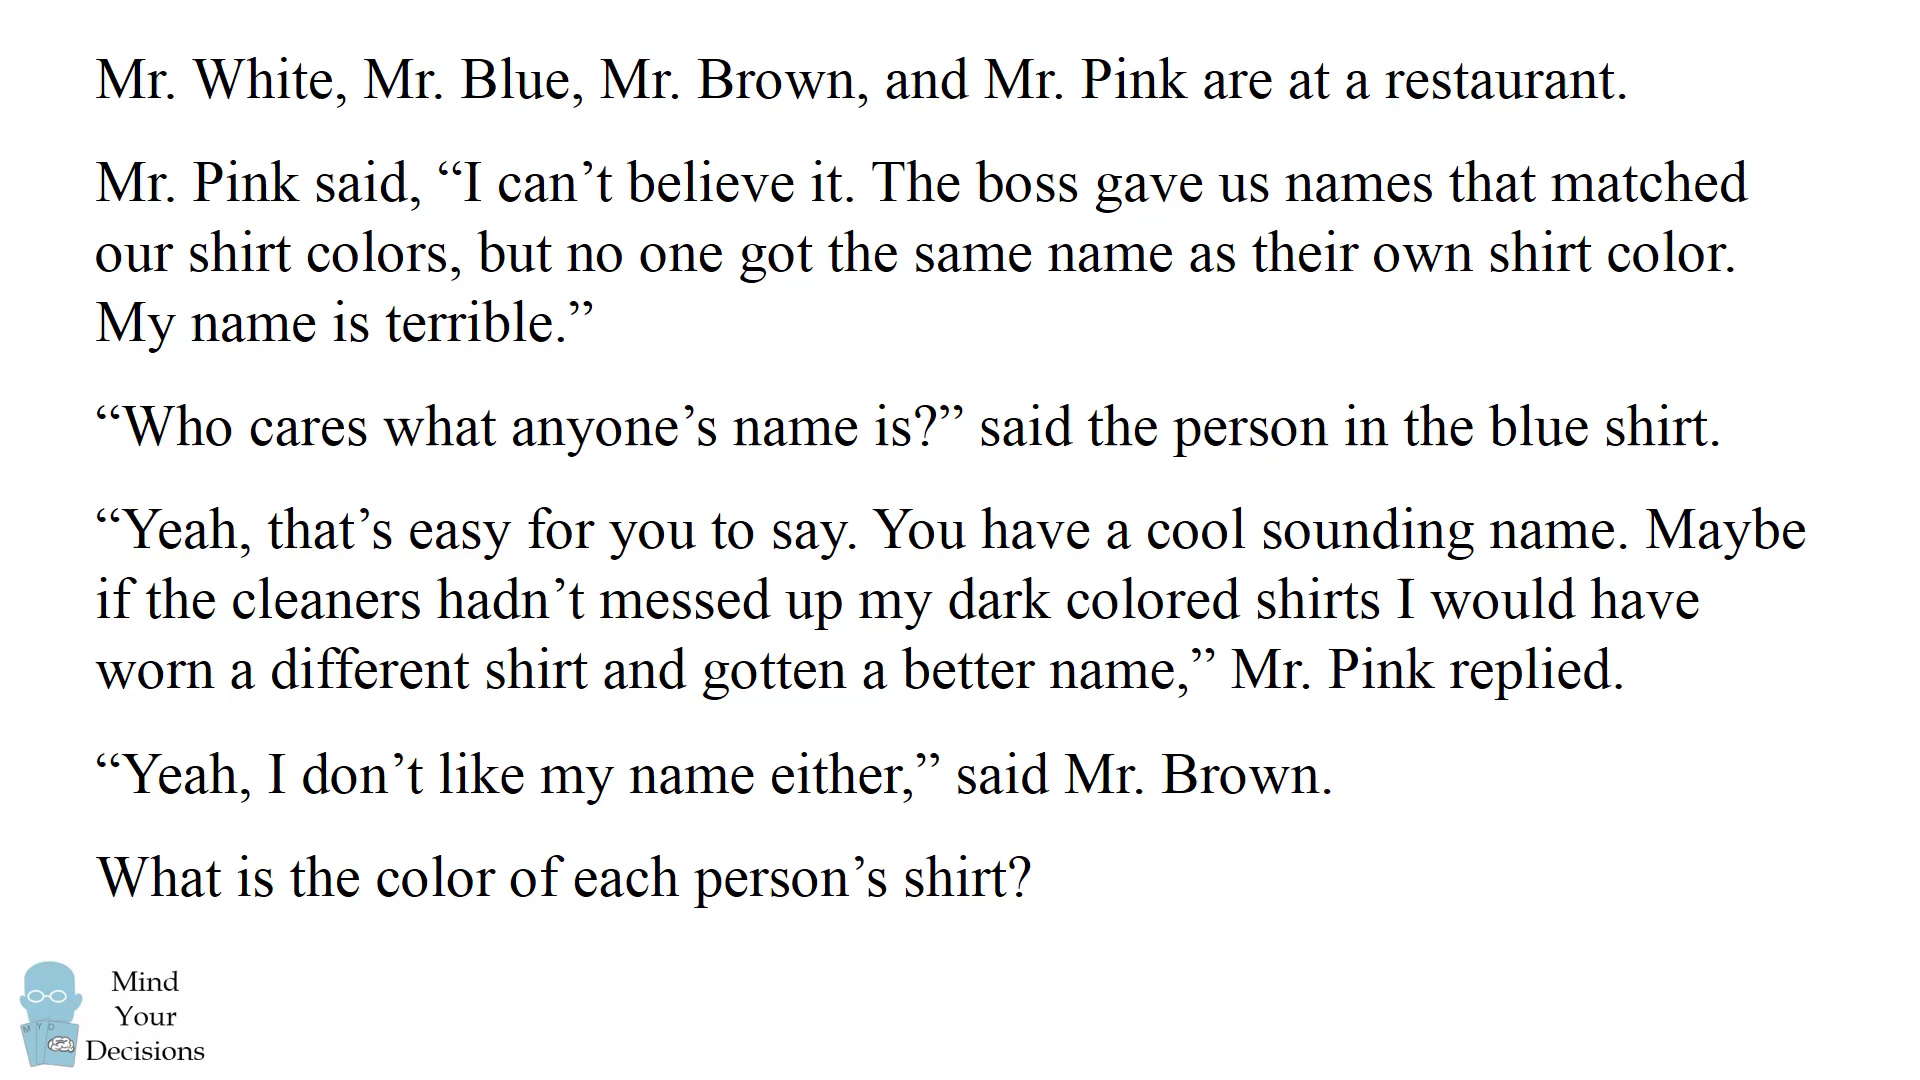 Mr. White, Mr. Blue, Mr. Brown, and Mr. Pink are at a restaurant.
Mr. Pink said, “I can’t believe it. The boss gave us names that matched
our shirt colors, but no one got the same name as their own shirt color.
My name is terrible.”
“Who cares what anyone’s name is?” said the person in the blue shirt.
“Yeah, that’s easy for you to say. You have a cool sounding name. Maybe
if the cleaners hadn’t messed up my dark colored shirts I would have
worn a different shirt and gotten a better name,” Mr. Pink replied.
“Yeah, I don’t like my name either,” said Mr. Brown.
What is the color of each person’s shirt?
M Y D
Mind
Your
Decisions